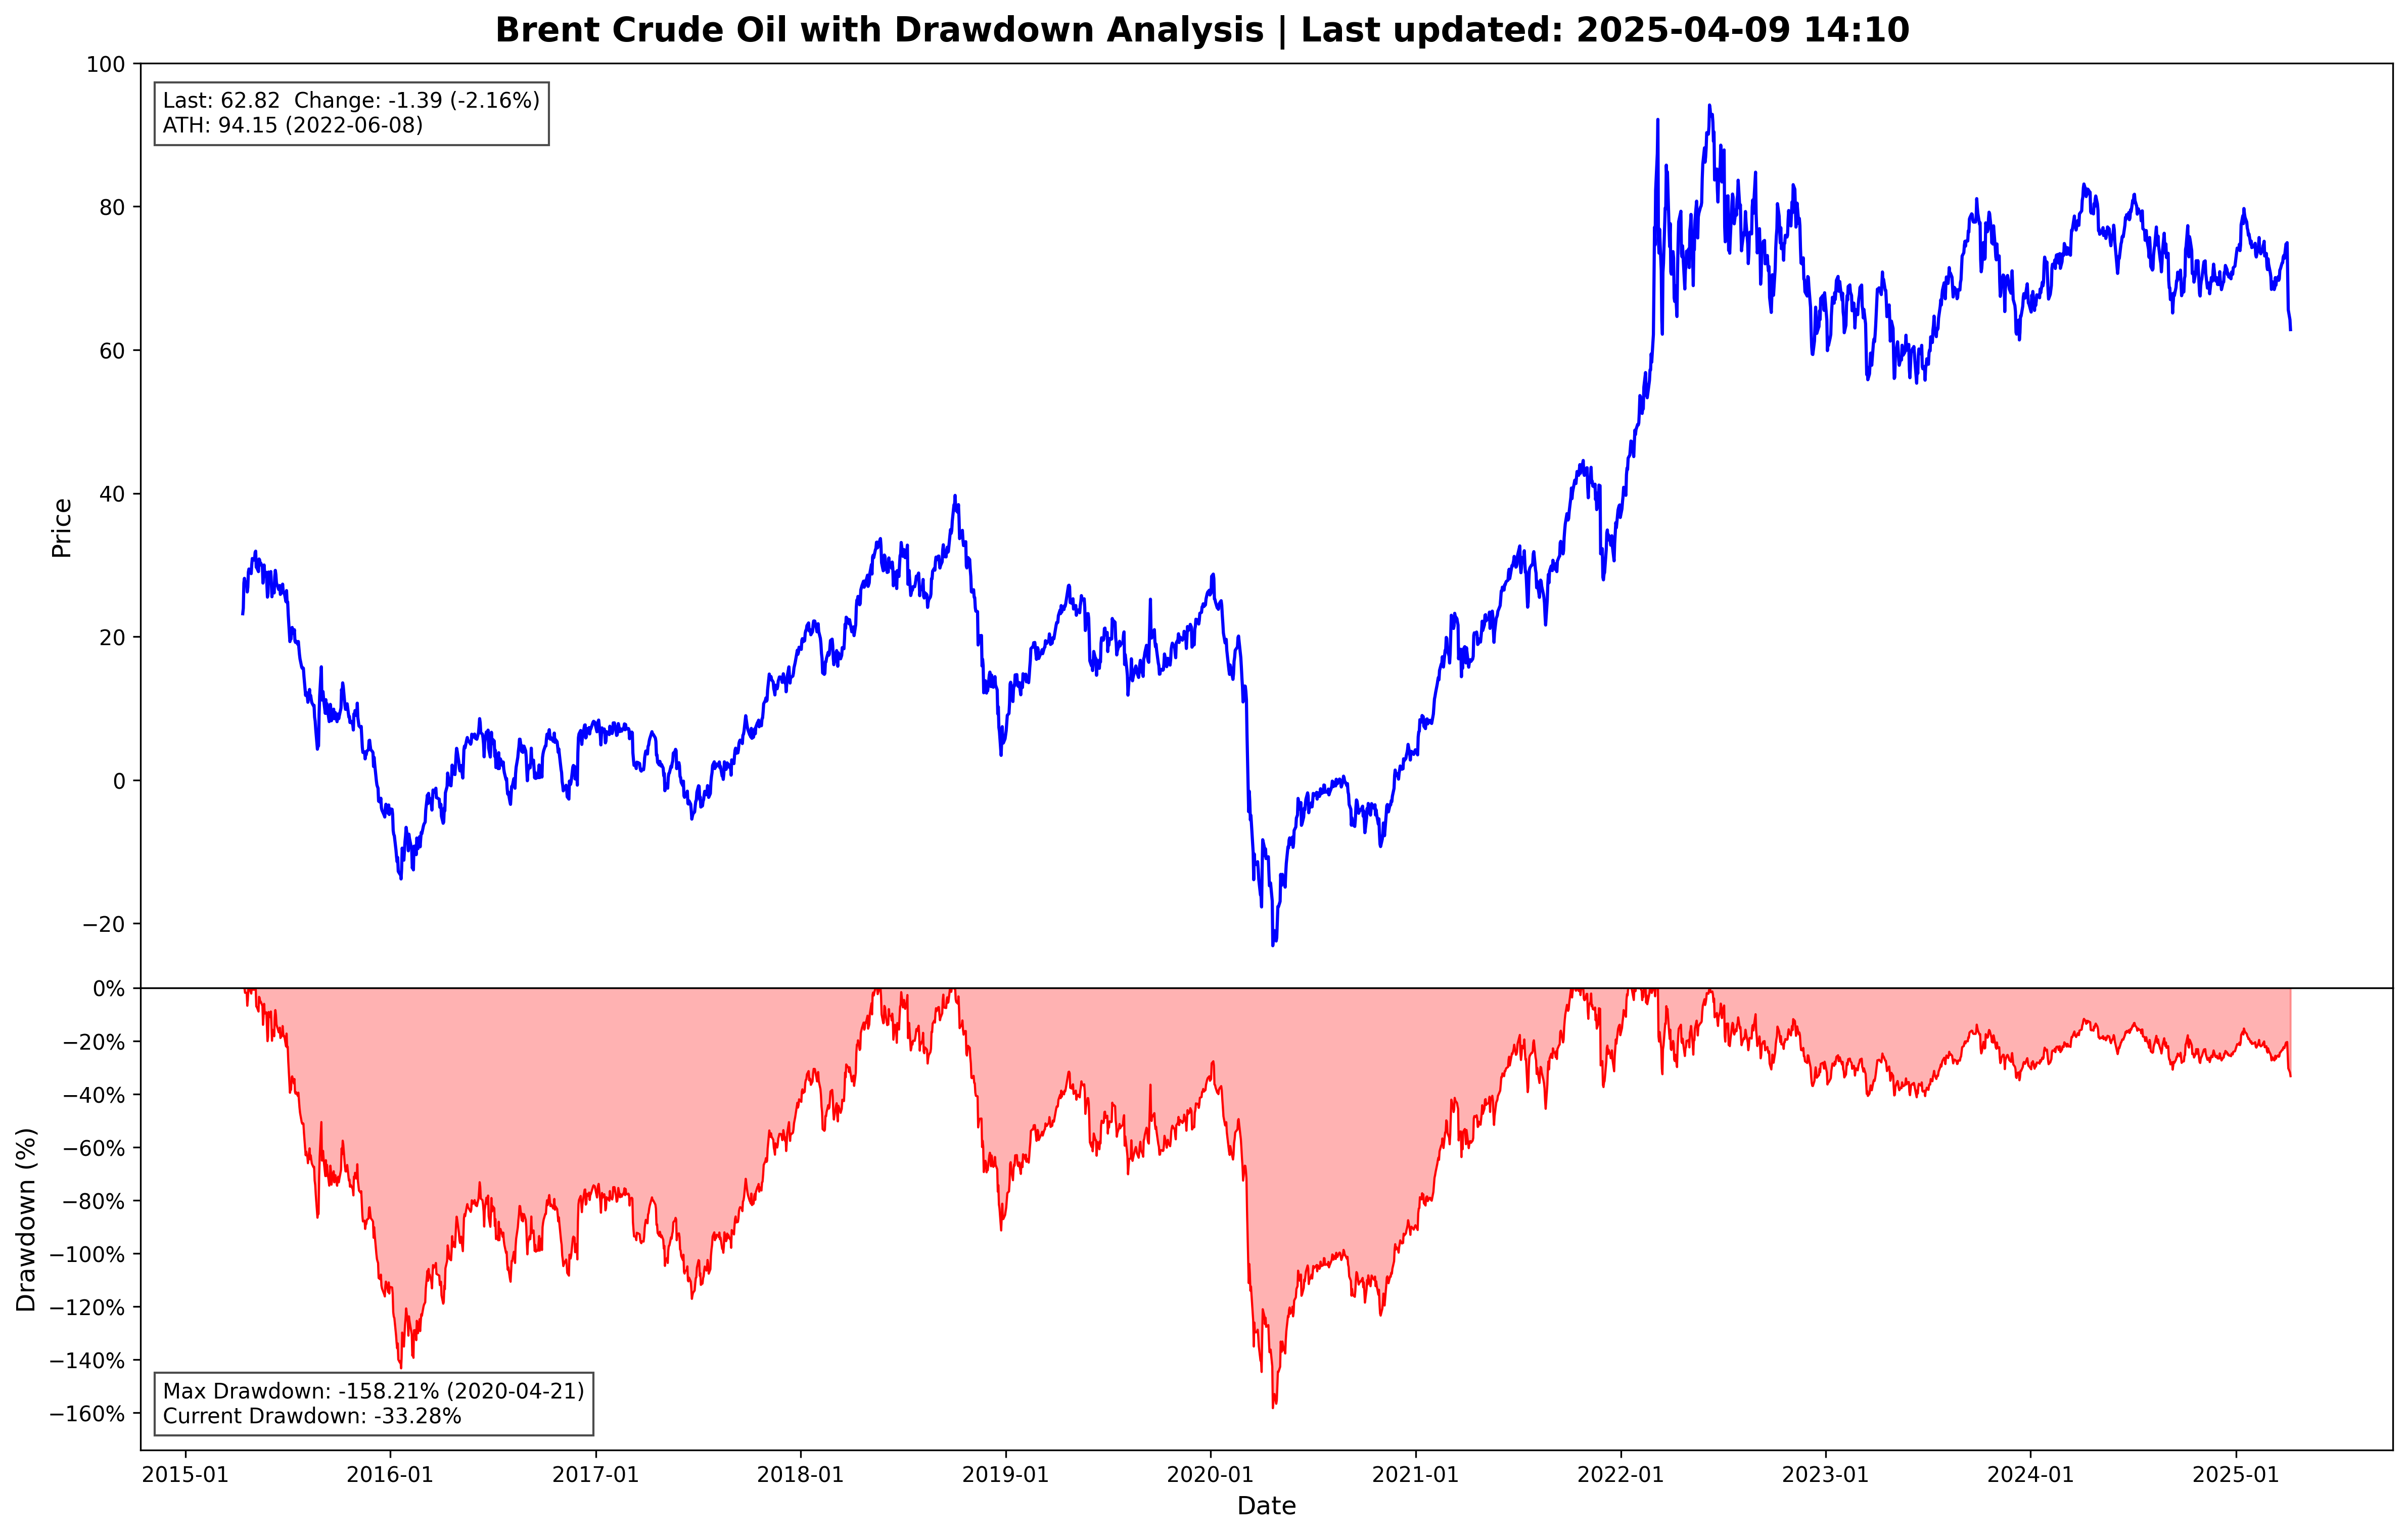 Brent Crude Oil with Drawdown Analysis | Last updated: 2025-04-09 14:10
Last: 62.82  Change: -1.39 (-2.16%)
ATH: 94.15 (2022-06-08)
Price
100
80
60
40
20
0
−20
Drawdown (%)
0%
−20%
−40%
−60%
−80%
−100%
−120%
−140%
−160%
Max Drawdown: -158.21% (2020-04-21)
Current Drawdown: -33.28%
2015-01 2016-01 2017-01 2018-01 2019-01 2020-01 2021-01 2022-01 2023-01 2024-01 2025-01
Date